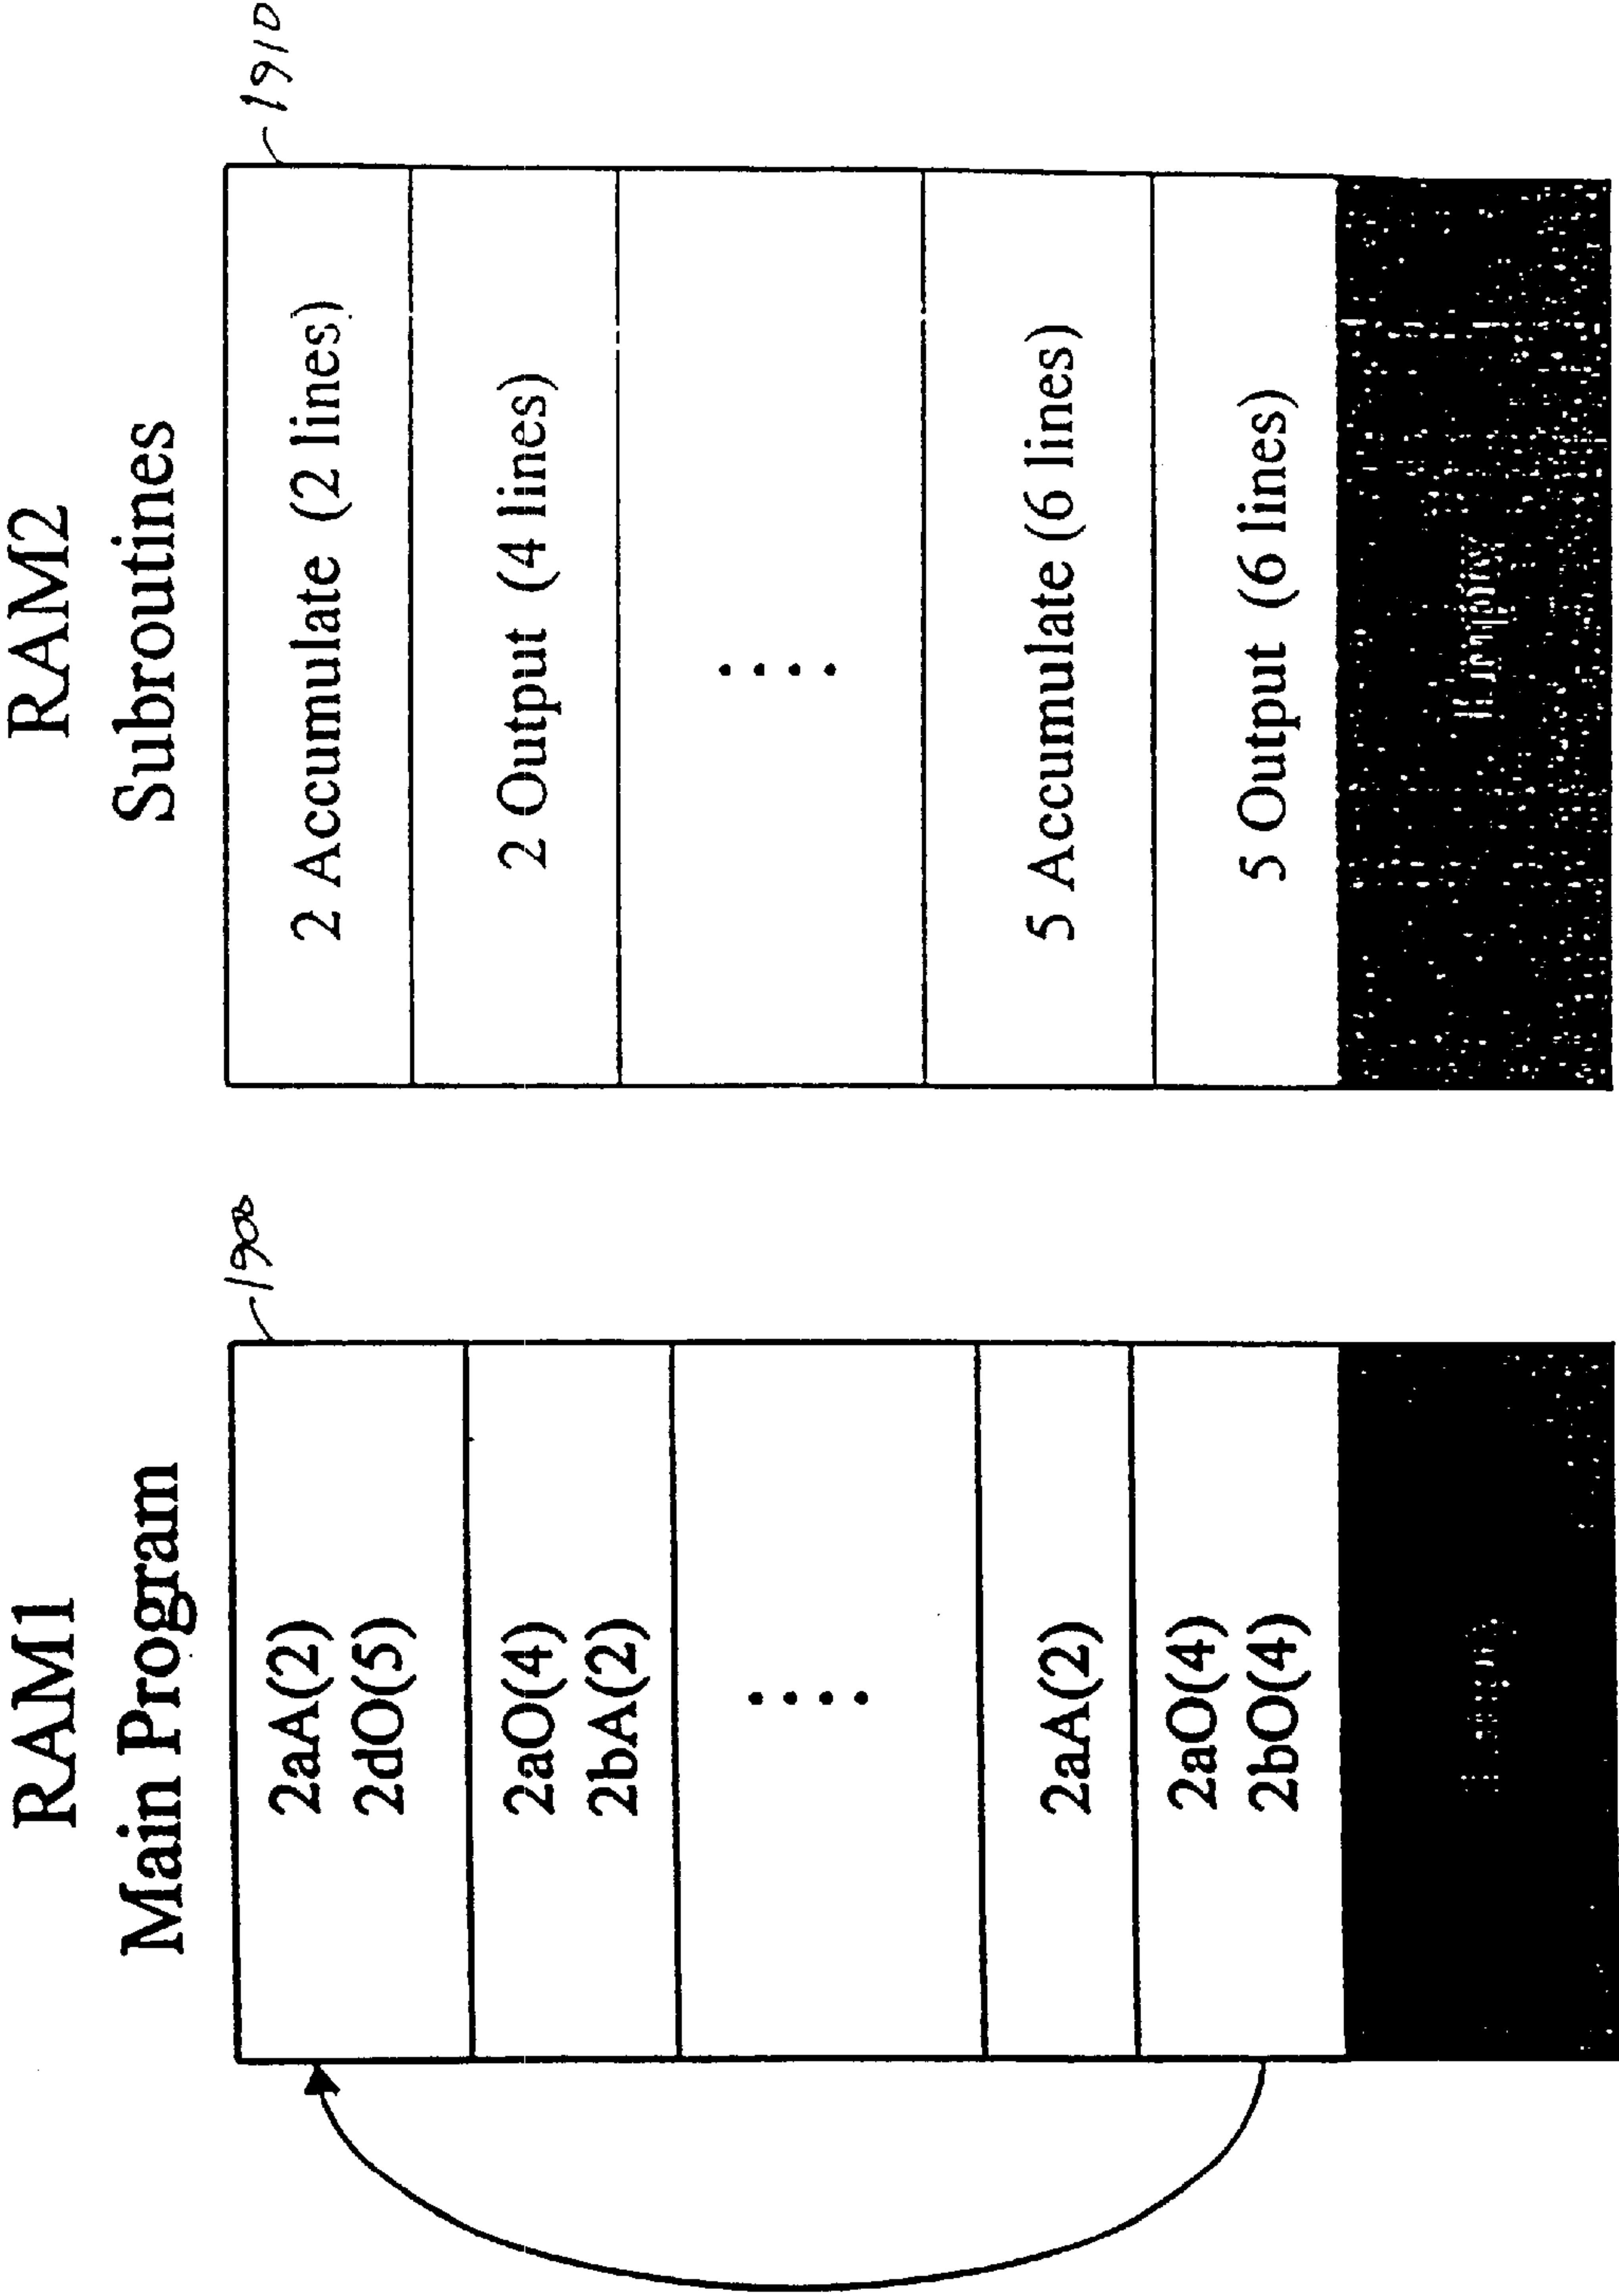 RAM1
Main Program
1900
2aA(2)
2dO(5)
2aO(4)
2bA(2)
2aA(2)
2aO(4)
2bO(4)
RAM2
Subroutines
1910
2 Accumulate (2 lines)
2 Output (4 lines)
5 Accumulate (6 lines)
5 Output (6 lines)